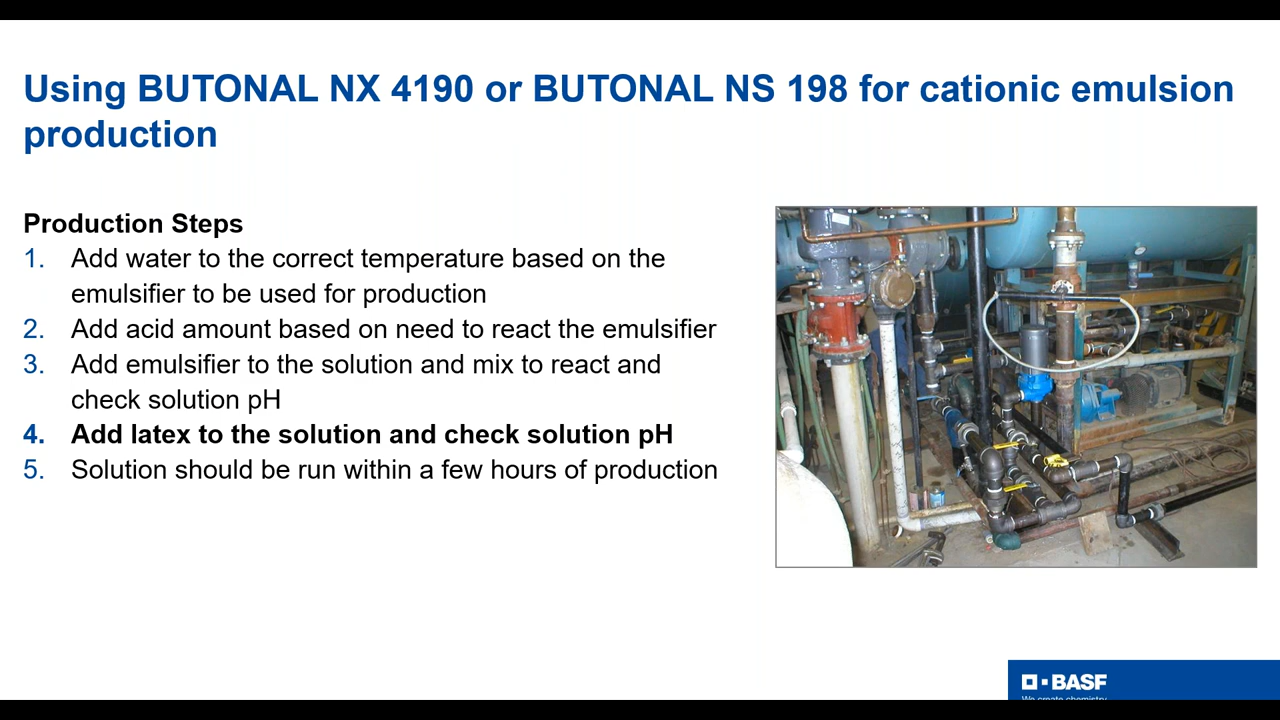 Using BUTONAL NX 4190 or BUTONAL NS 198 for cationic emulsion
production
Production Steps
1. Add water to the correct temperature based on the
emulsifier to be used for production
2. Add acid amount based on need to react the emulsifier
3. Add emulsifier to the solution and mix to react and
check solution pH
4. Add latex to the solution and check solution pH
5. Solution should be run within a few hours of production
BASF
We create chemistry